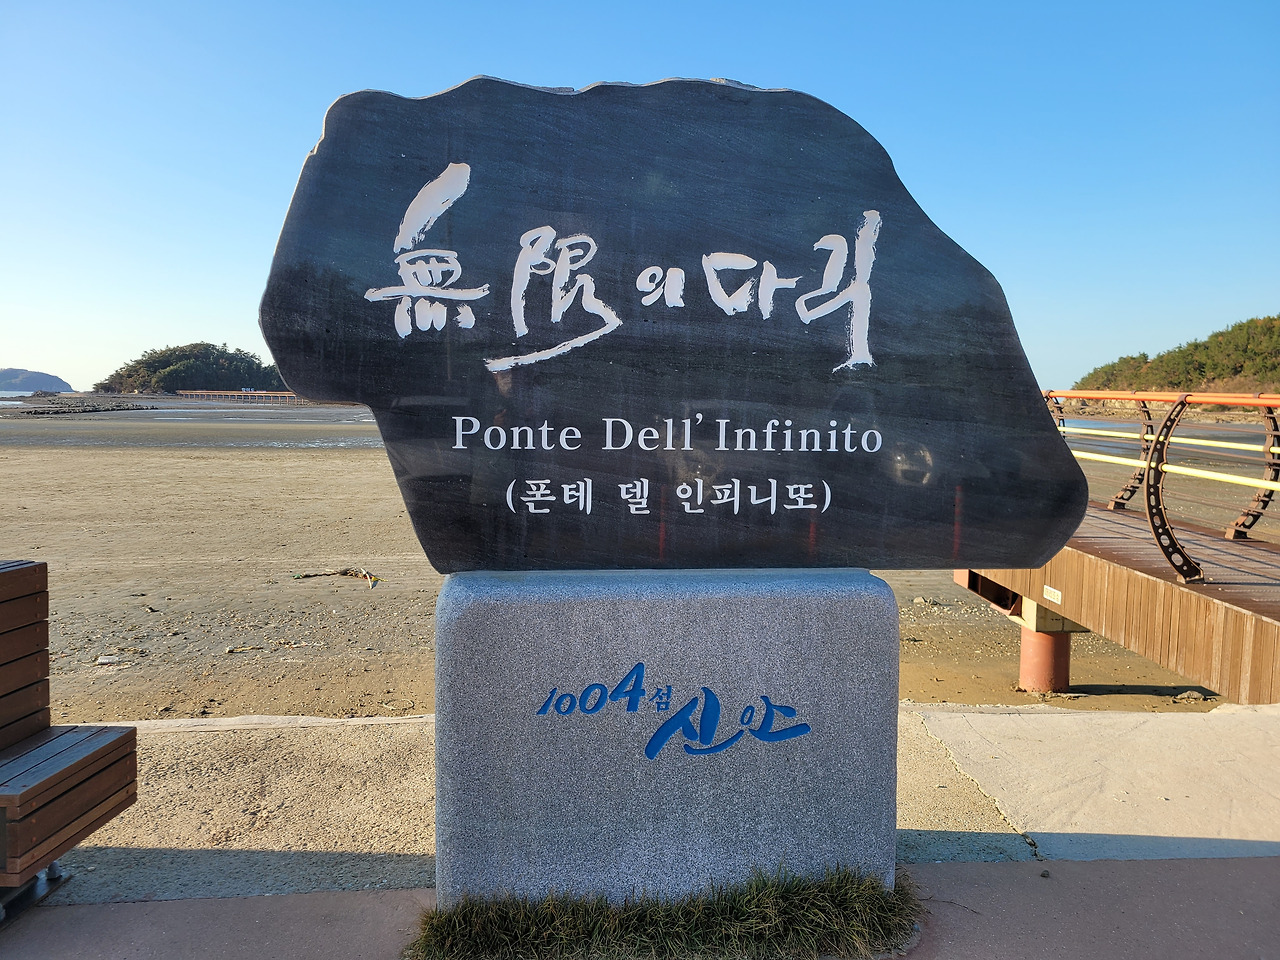 無限의 다리
Ponte Dell' Infinito
(폰테 델 인피니또)
1004섬 신안